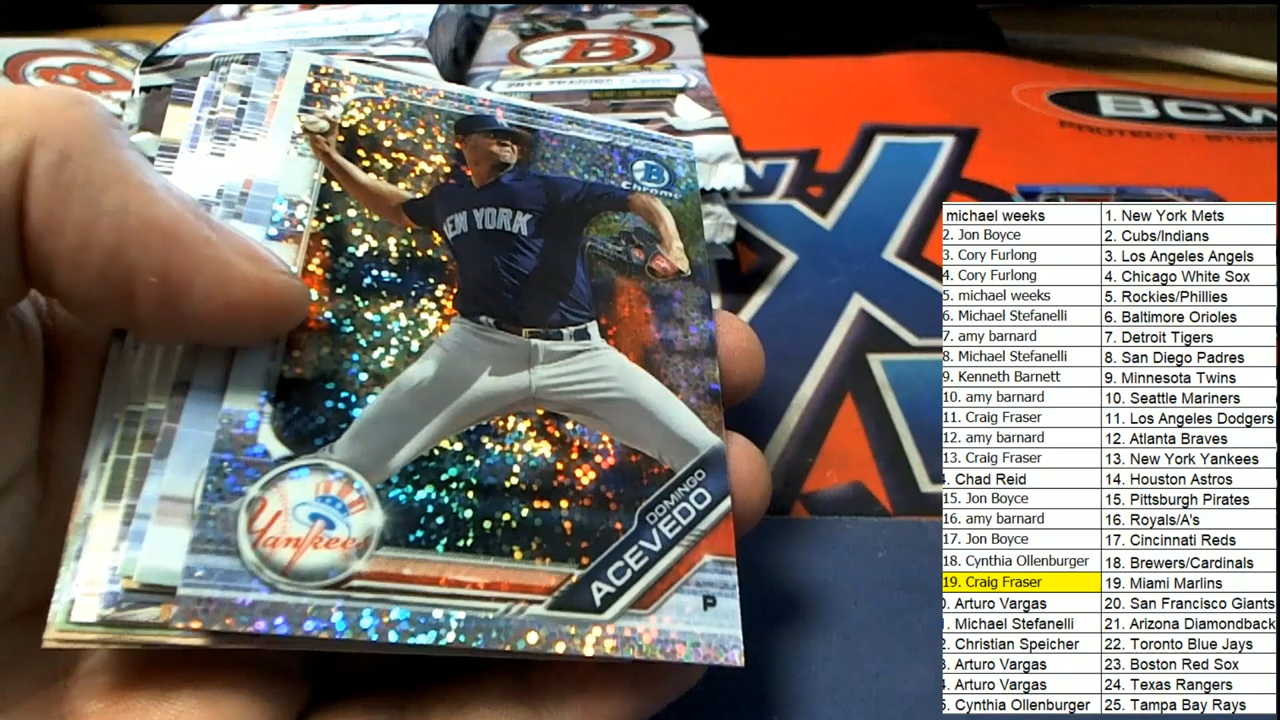 B
2019 TRADING CARDS
BCW
B
Chrome
NEW YORK
Yankees
DOMINGO
ACEVEDO
P
michael weeks 1. New York Mets
2. Jon Boyce 2. Cubs/Indians
3. Cory Furlong 3. Los Angeles Angels
4. Cory Furlong 4. Chicago White Sox
5. michael weeks 5. Rockies/Phillies
6. Michael Stefanelli 6. Baltimore Orioles
7. amy barnard 7. Detroit Tigers
8. Michael Stefanelli 8. San Diego Padres
9. Kenneth Barnett 9. Minnesota Twins
10. amy barnard 10. Seattle Mariners
11. Craig Fraser 11. Los Angeles Dodgers
12. amy barnard 12. Atlanta Braves
13. Craig Fraser 13. New York Yankees
4. Chad Reid 14. Houston Astros
15. Jon Boyce 15. Pittsburgh Pirates
16. amy barnard 16. Royals/A's
17. Jon Boyce 17. Cincinnati Reds
18. Cynthia Ollenburger 18. Brewers/Cardinals
19. Craig Fraser 19. Miami Marlins
Arturo Vargas 20. San Francisco Giants
Michael Stefanelli 21. Arizona Diamondback
Christian Speicher 22. Toronto Blue Jays
Arturo Vargas 23. Boston Red Sox
Arturo Vargas 24. Texas Rangers
Cynthia Ollenburger 25. Tampa Bay Rays